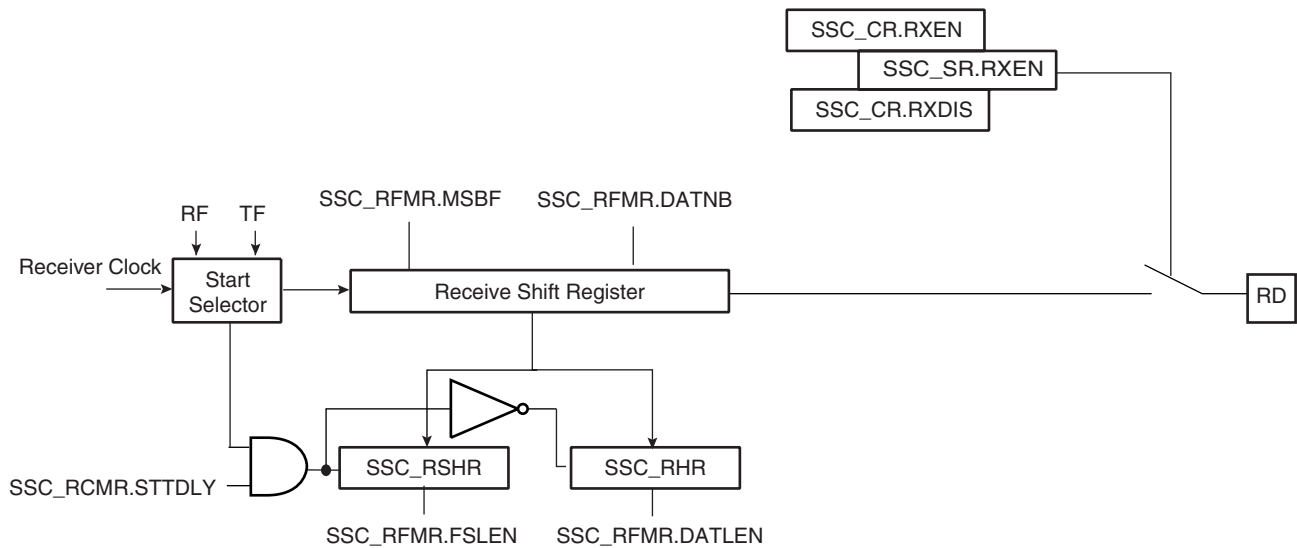 SSC_CR.RXEN
SSC_SR.RXEN
SSC_CR.RXDIS
SSC_RFMR.MSBF
SSC_RFMR.DATNB
RF
TF
Receiver Clock
Start
Selector
Receive Shift Register
RD
SSC_RSHR
SSC_RHR
SSC_RCMR.STTDLY
SSC_RFMR.FSLEN
SSC_RFMR.DATLEN